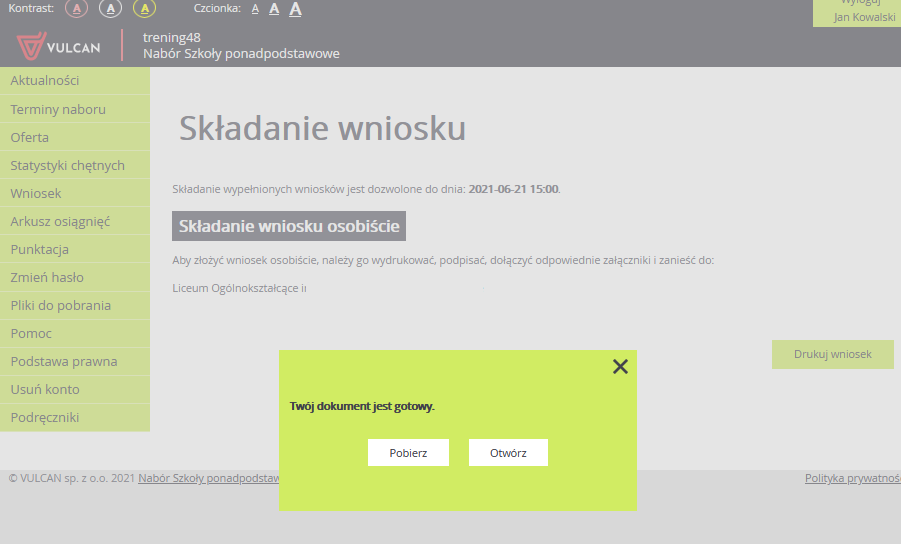 Kontrast: A A A Czcionka: A A A
Wyloguj
Jan Kowalski
VULCAN
trening48
Nabór Szkoły ponadpodstawowe
Aktualności
Terminy naboru
Oferta
Statystyki chętnych
Wniosek
Arkusz osiągnięć
Punktacja
Zmień hasło
Pliki do pobrania
Pomoc
Podstawa prawna
Usuń konto
Podręczniki
Składanie wniosku
Składanie wypełnionych wniosków jest dozwolone do dnia: 2021-06-21 15:00.
Składanie wniosku osobiście
Aby złożyć wniosek osobiście, należy go wydrukować, podpisać, dołączyć odpowiednie załączniki i zanieść do:
Liceum Ogólnokształcące
Drukuj wniosek
Twój dokument jest gotowy.
Pobierz Otwórz
© VULCAN sp. z o.o. 2021 Nabór Szkoły ponadpodstaw
Polityka prywatnoś